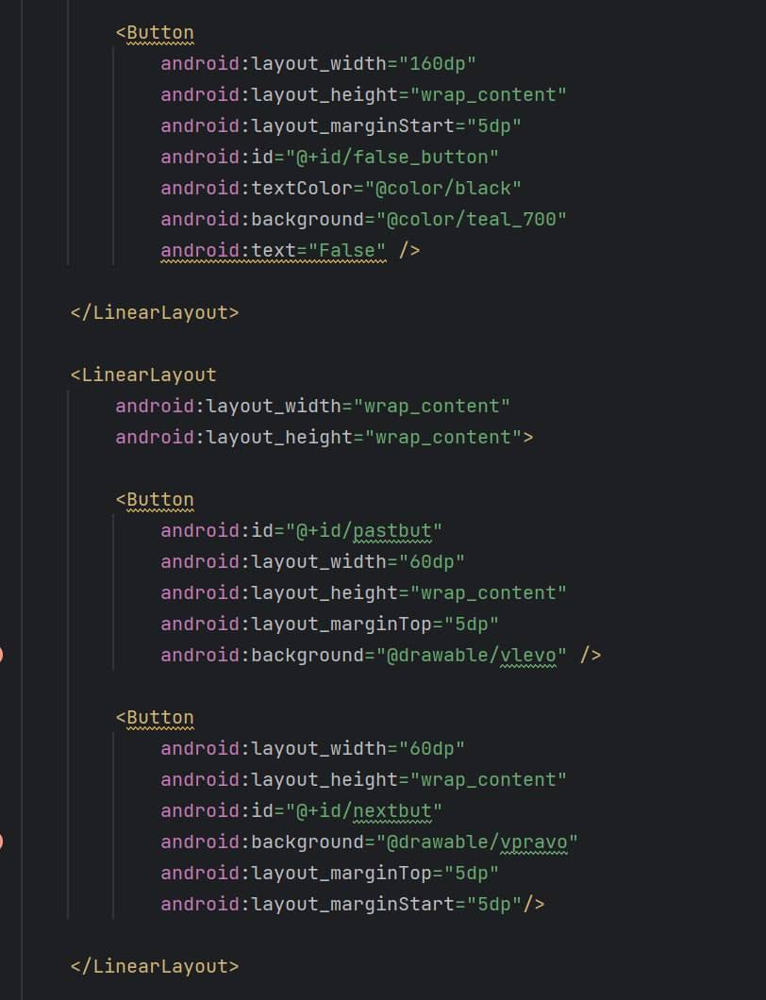 <Button
android:layout_width="160dp"
android:layout_height="wrap_content"
android:layout_marginStart="5dp"
android:id="@+id/false_button"
android:textColor="@color/black"
android:background="@color/teal_700"
android:text="False" />
</LinearLayout>
<LinearLayout
android:layout_width="wrap_content"
android:layout_height="wrap_content">
<Button
android:id="@+id/pastbut"
android:layout_width="60dp"
android:layout_height="wrap_content"
android:layout_marginTop="5dp"
android:background="@drawable/vlevo" />
<Button
android:layout_width="60dp"
android:layout_height="wrap_content"
android:id="@+id/nextbut"
android:background="@drawable/vpravo"
android:layout_marginTop="5dp"
android:layout_marginStart="5dp"/>
</LinearLayout>